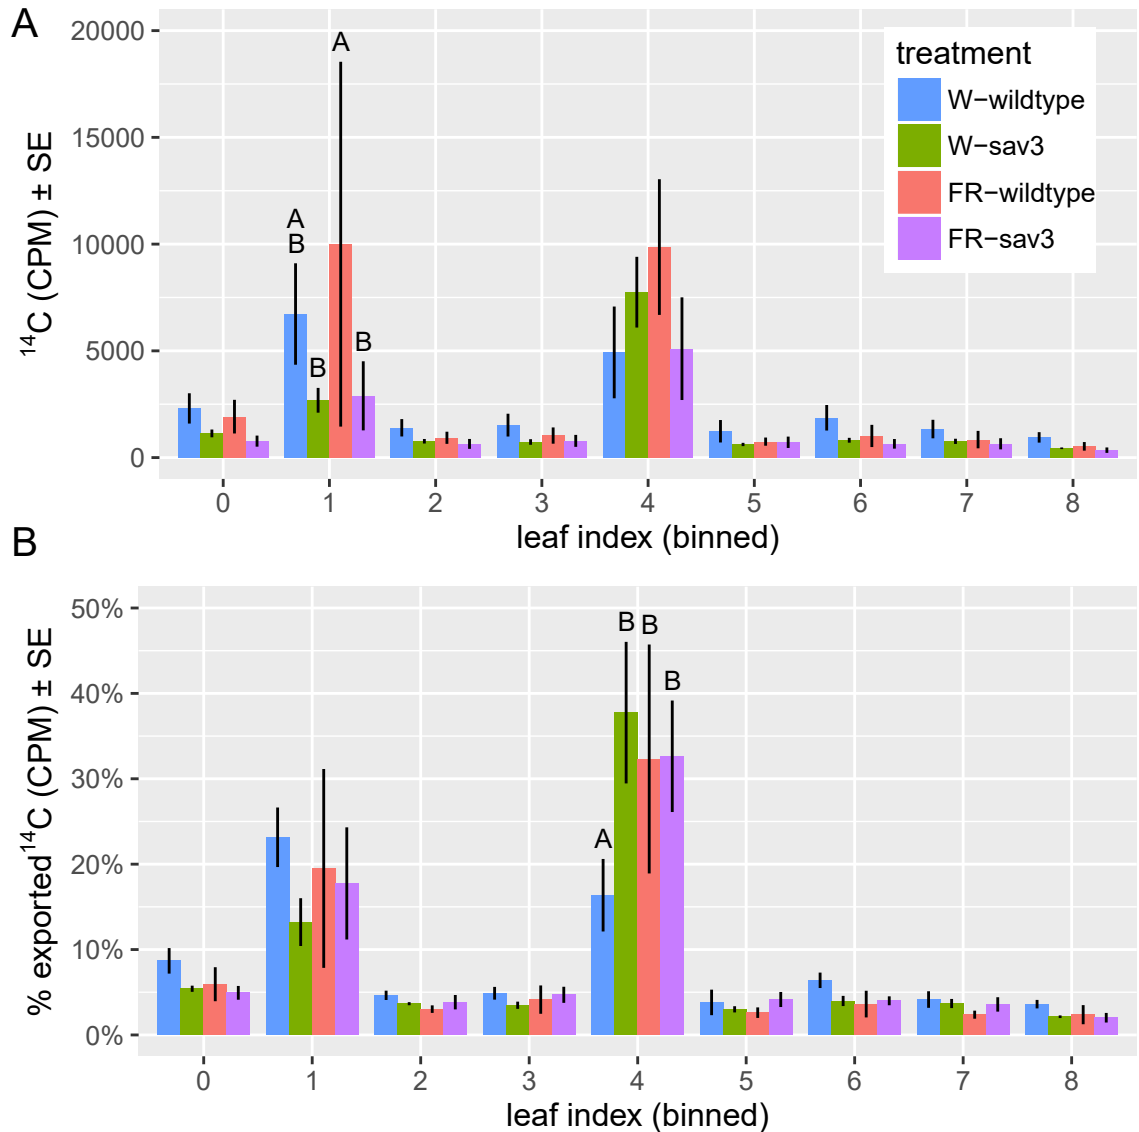 A
20000
15000
10000
5000
0
¹⁴C (CPM) ± SE
A
A
B
B
B
treatment
W−wildtype
W−sav3
FR−wildtype
FR−sav3
0 1 2 3 4 5 6 7 8
leaf index (binned)
B
50%
40%
30%
20%
10%
0%
% exported¹⁴C (CPM) ± SE
B B
B
A
0 1 2 3 4 5 6 7 8
leaf index (binned)